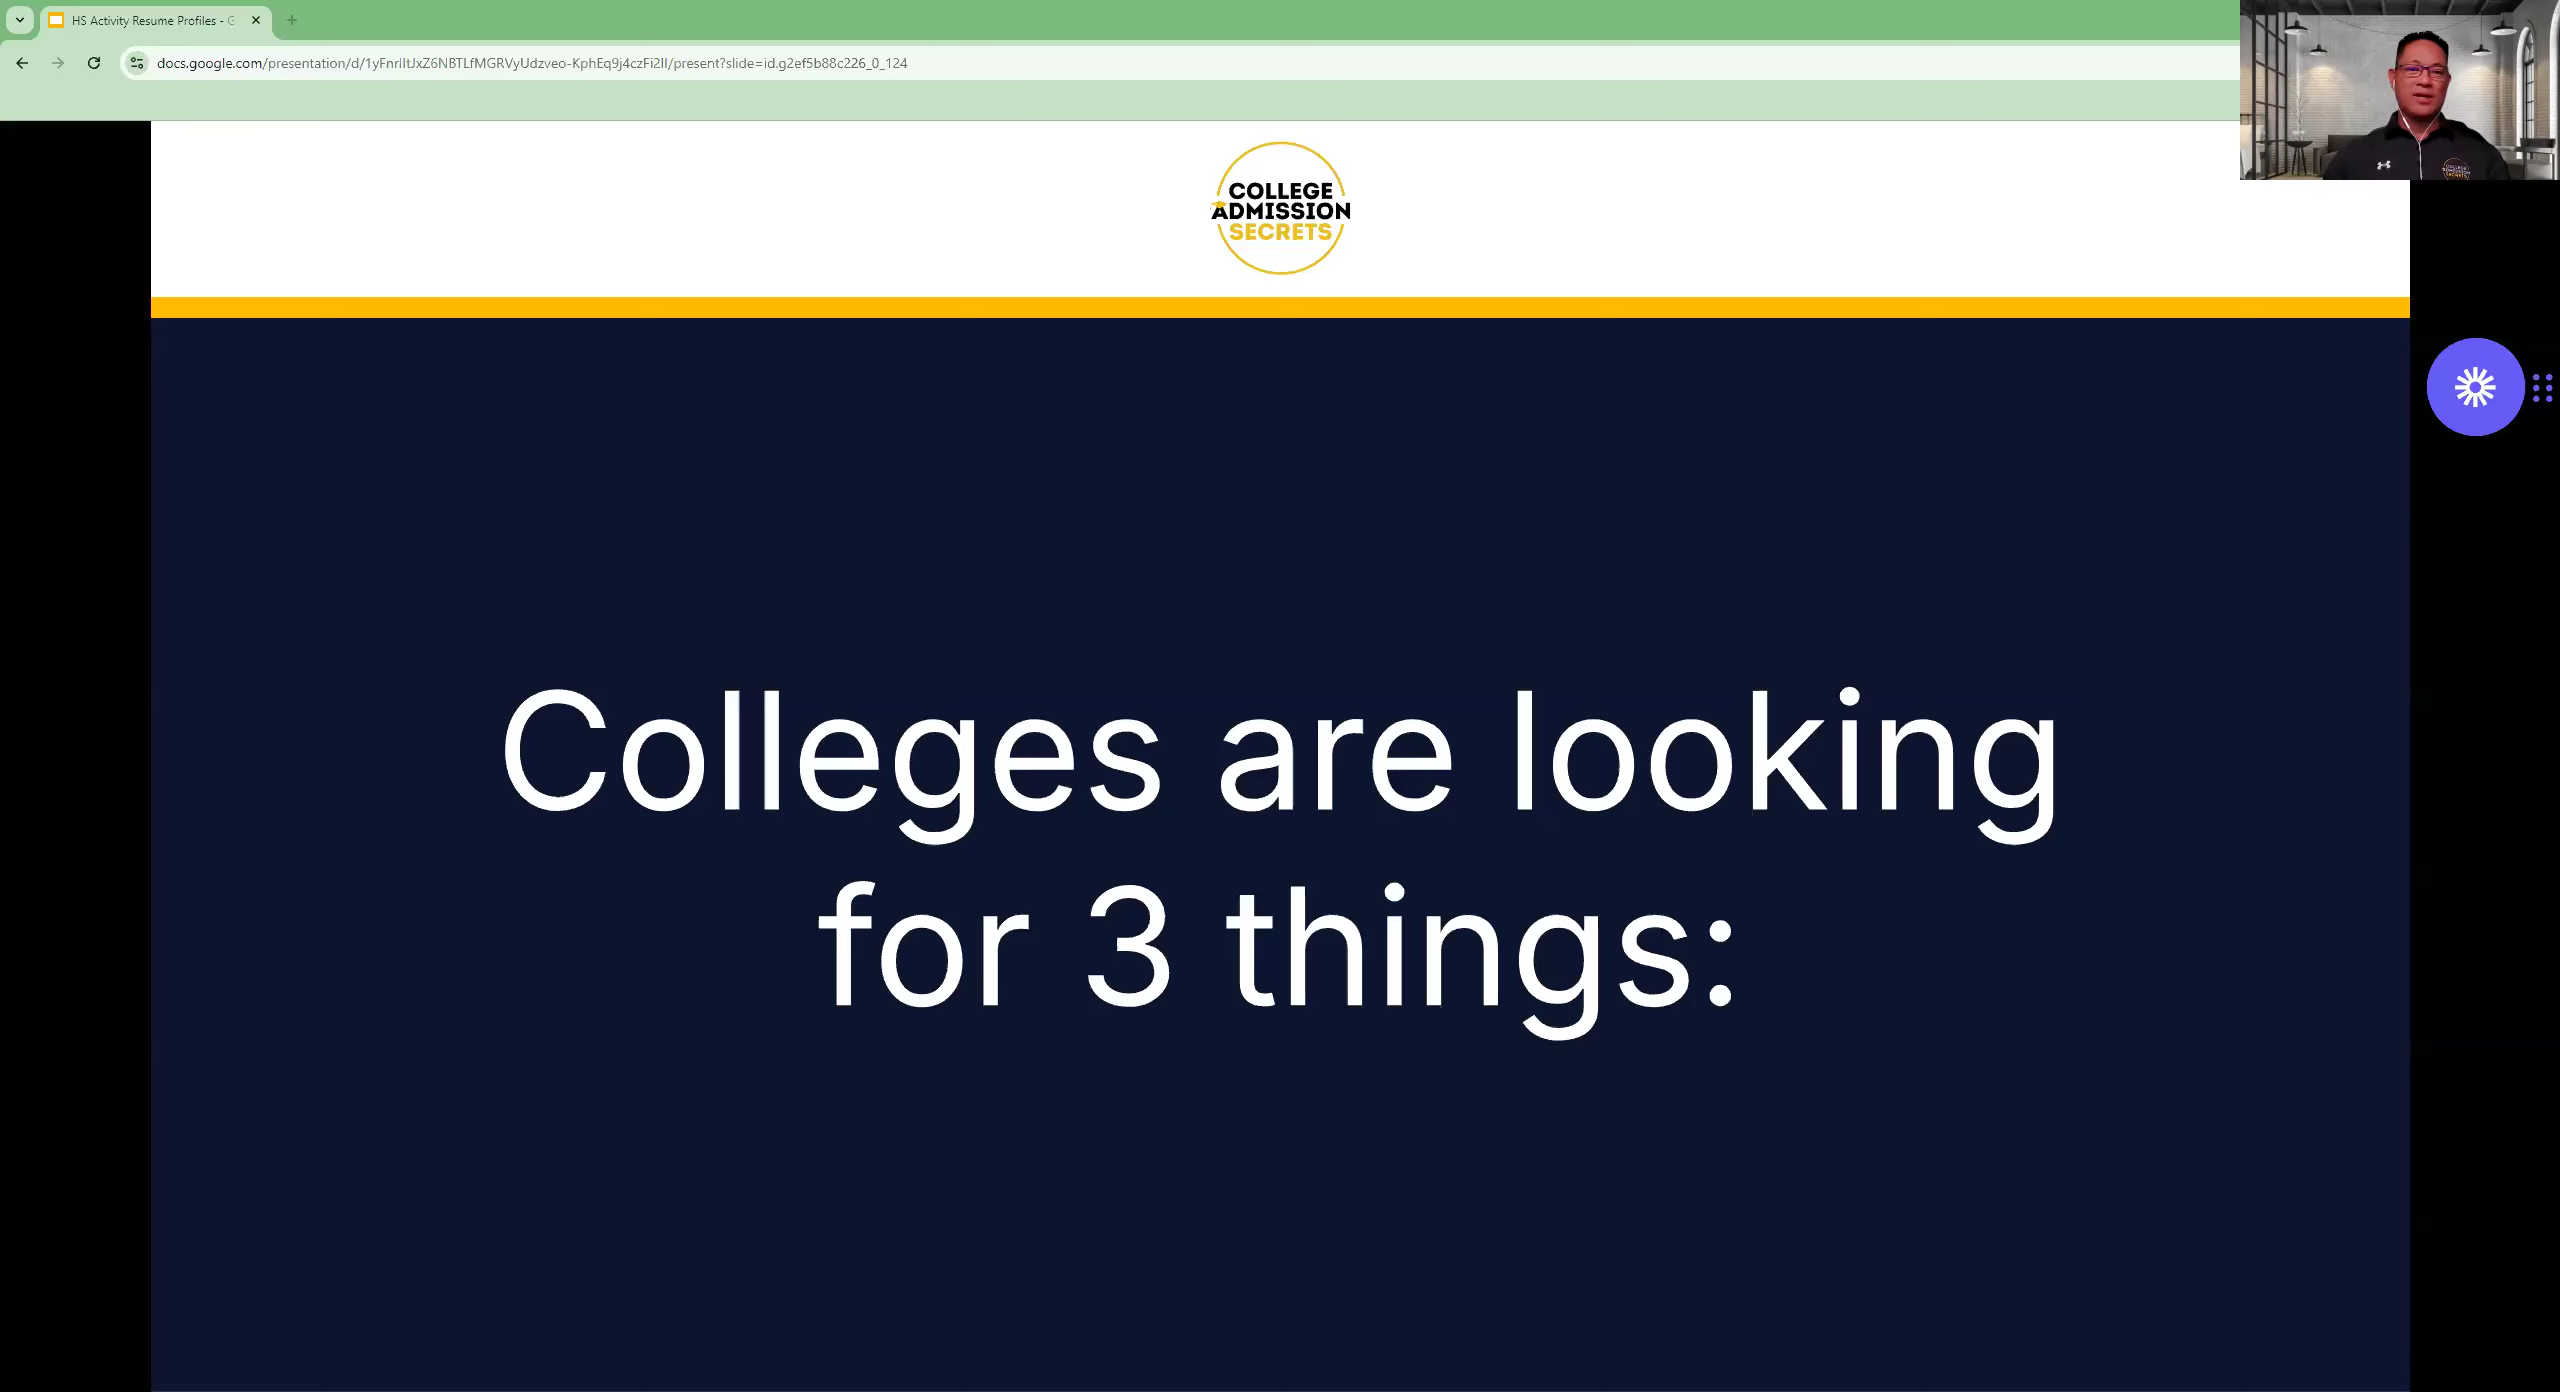 HS Activity Resume Profiles - G
docs.google.com/presentation/d/1yFnrlItJxZ6NBTLfMGRVyUdzveo-KphEq9j4czFi2lI/present?slide=id.g2ef5b88c226_0_124
COLLEGE
ADMISSION
SECRETS
Colleges are looking
for 3 things: